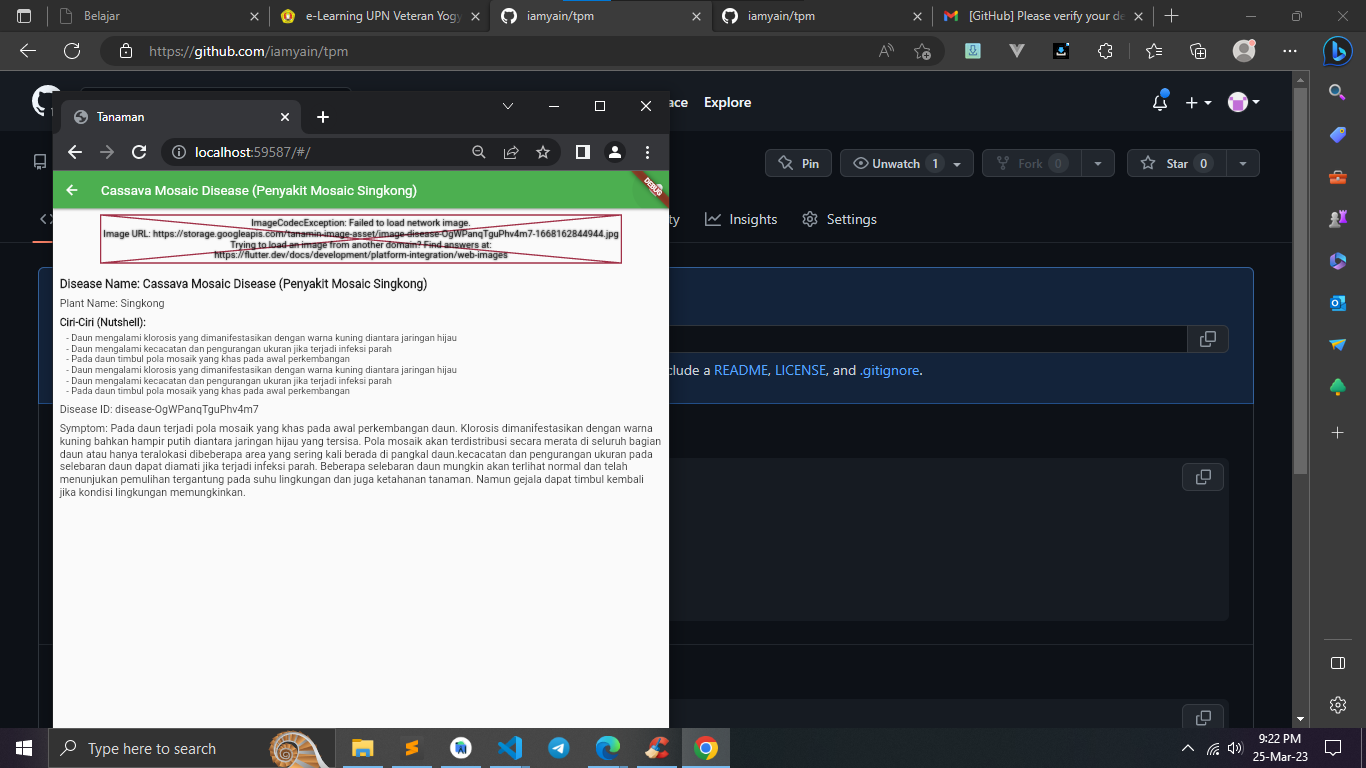 Belajar
e-Learning UPN Veteran Yogy
iamyain/tpm
iamyain/tpm
[GitHub] Please verify your de
https://github.com/iamyain/tpm
Explore
Tanaman
localhost:59587/#/
Pin
Unwatch 1
Fork 0
Star 0
Insights
Settings
Cassava Mosaic Disease (Penyakit Mosaic Singkong)
DEBUG
ImageCodecException: Failed to load network image.
Image URL: https://storage.googleapis.com/tanamin-image-asset/image-disease-OgWPanqTguPhv4m7-1668162844944.jpg
Trying to load an image from another domain? Find answers at:
https://flutter.dev/docs/development/platform-integration/web-images
Disease Name: Cassava Mosaic Disease (Penyakit Mosaic Singkong)
Plant Name: Singkong
Ciri-Ciri (Nutshell):
- Daun mengalami klorosis yang dimanifestasikan dengan warna kuning diantara jaringan hijau
- Daun mengalami kecacatan dan pengurangan ukuran jika terjadi infeksi parah
- Pada daun timbul pola mosaik yang khas pada awal perkembangan
- Daun mengalami klorosis yang dimanifestasikan dengan warna kuning diantara jaringan hijau
- Daun mengalami kecacatan dan pengurangan ukuran jika terjadi infeksi parah
- Pada daun timbul pola mosaik yang khas pada awal perkembangan
Disease ID: disease-OgWPanqTguPhv4m7
Symptom: Pada daun terjadi pola mosaik yang khas pada awal perkembangan daun. Klorosis dimanifestasikan dengan warna
kuning bahkan hampir putih diantara jaringan hijau yang tersisa. Pola mosaik akan terdistribusi secara merata di seluruh bagian
daun atau hanya teralokasi dibeberapa area yang sering kali berada di pangkal daun.kecacatan dan pengurangan ukuran pada
selebaran daun dapat diamati jika terjadi infeksi parah. Beberapa selebaran daun mungkin akan terlihat normal dan telah
menunjukan pemulihan tergantung pada suhu lingkungan dan juga ketahanan tanaman. Namun gejala dapat timbul kembali
jika kondisi lingkungan memungkinkan.
clude a README, LICENSE, and .gitignore.
Type here to search
9:22 PM
25-Mar-23